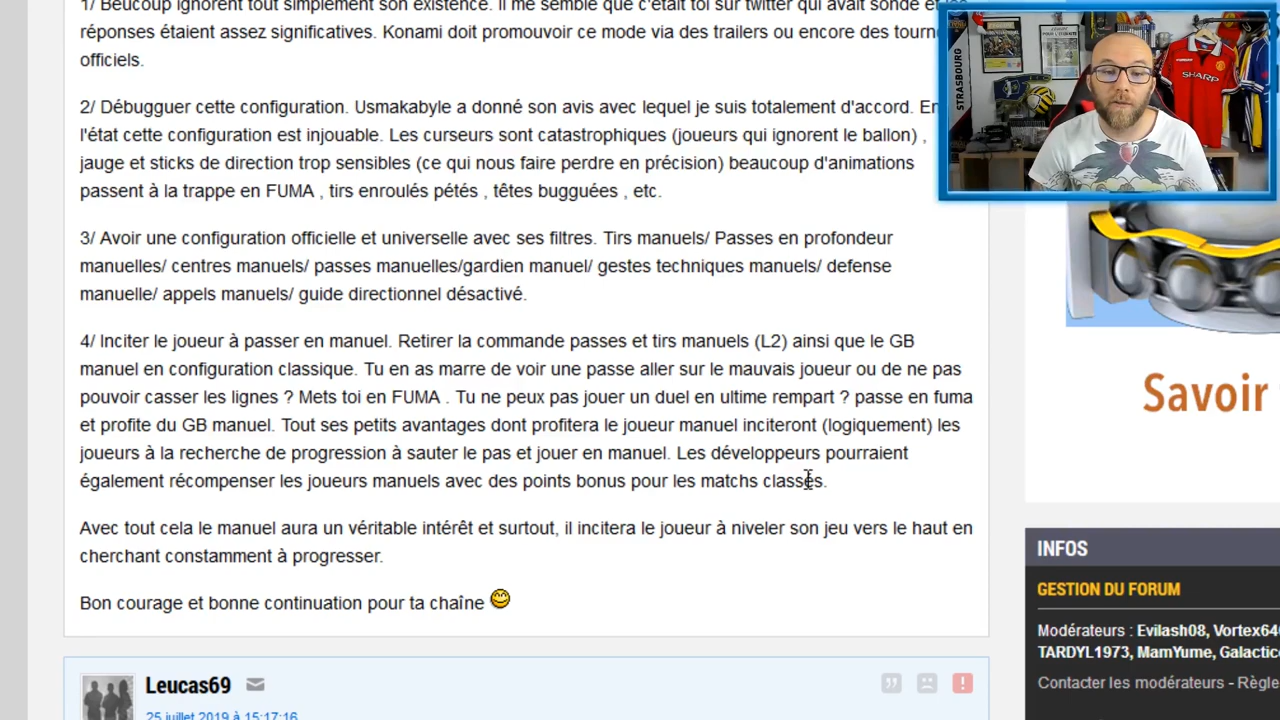 1/ Beucoup ignorent tout simplement son existence. Il me semble que c'était toi sur twitter qui avait sondé et
réponses étaient assez significatives. Konami doit promouvoir ce mode via des trailers ou encore des tourn
officiels.
2/ Débugguer cette configuration. Usmakabyle a donné son avis avec lequel je suis totalement d'accord. En
l'état cette configuration est injouable. Les curseurs sont catastrophiques (joueurs qui ignorent le ballon) ,
jauge et sticks de direction trop sensibles (ce qui nous faire perdre en précision) beaucoup d'animations
passent à la trappe en FUMA , tirs enroulés pétés , têtes bugguées , etc.
3/ Avoir une configuration officielle et universelle avec ses filtres. Tirs manuels/ Passes en profondeur
manuelles/ centres manuels/ passes manuelles/gardien manuel/ gestes techniques manuels/ defense
manuelle/ appels manuels/ guide directionnel désactivé.
4/ Inciter le joueur à passer en manuel. Retirer la commande passes et tirs manuels (L2) ainsi que le GB
manuel en configuration classique. Tu en as marre de voir une passe aller sur le mauvais joueur ou de ne pas
pouvoir casser les lignes ? Mets toi en FUMA . Tu ne peux pas jouer un duel en ultime rempart ? passe en fuma
et profite du GB manuel. Tout ses petits avantages dont profitera le joueur manuel inciteront (logiquement) les
joueurs à la recherche de progression à sauter le pas et jouer en manuel. Les développeurs pourraient
également récompenser les joueurs manuels avec des points bonus pour les matchs classés.
Avec tout cela le manuel aura un véritable intérêt et surtout, il incitera le joueur à niveler son jeu vers le haut en
cherchant constamment à progresser.
Bon courage et bonne continuation pour ta chaîne
Leucas69
25 juillet 2019 à 15:17:16
STRASBOURG
SHARP
Savoir
INFOS
GESTION DU FORUM
Modérateurs : Evilash08, Vortex64
TARDYL1973, MamYume, Galactic
Contacter les modérateurs - Règle